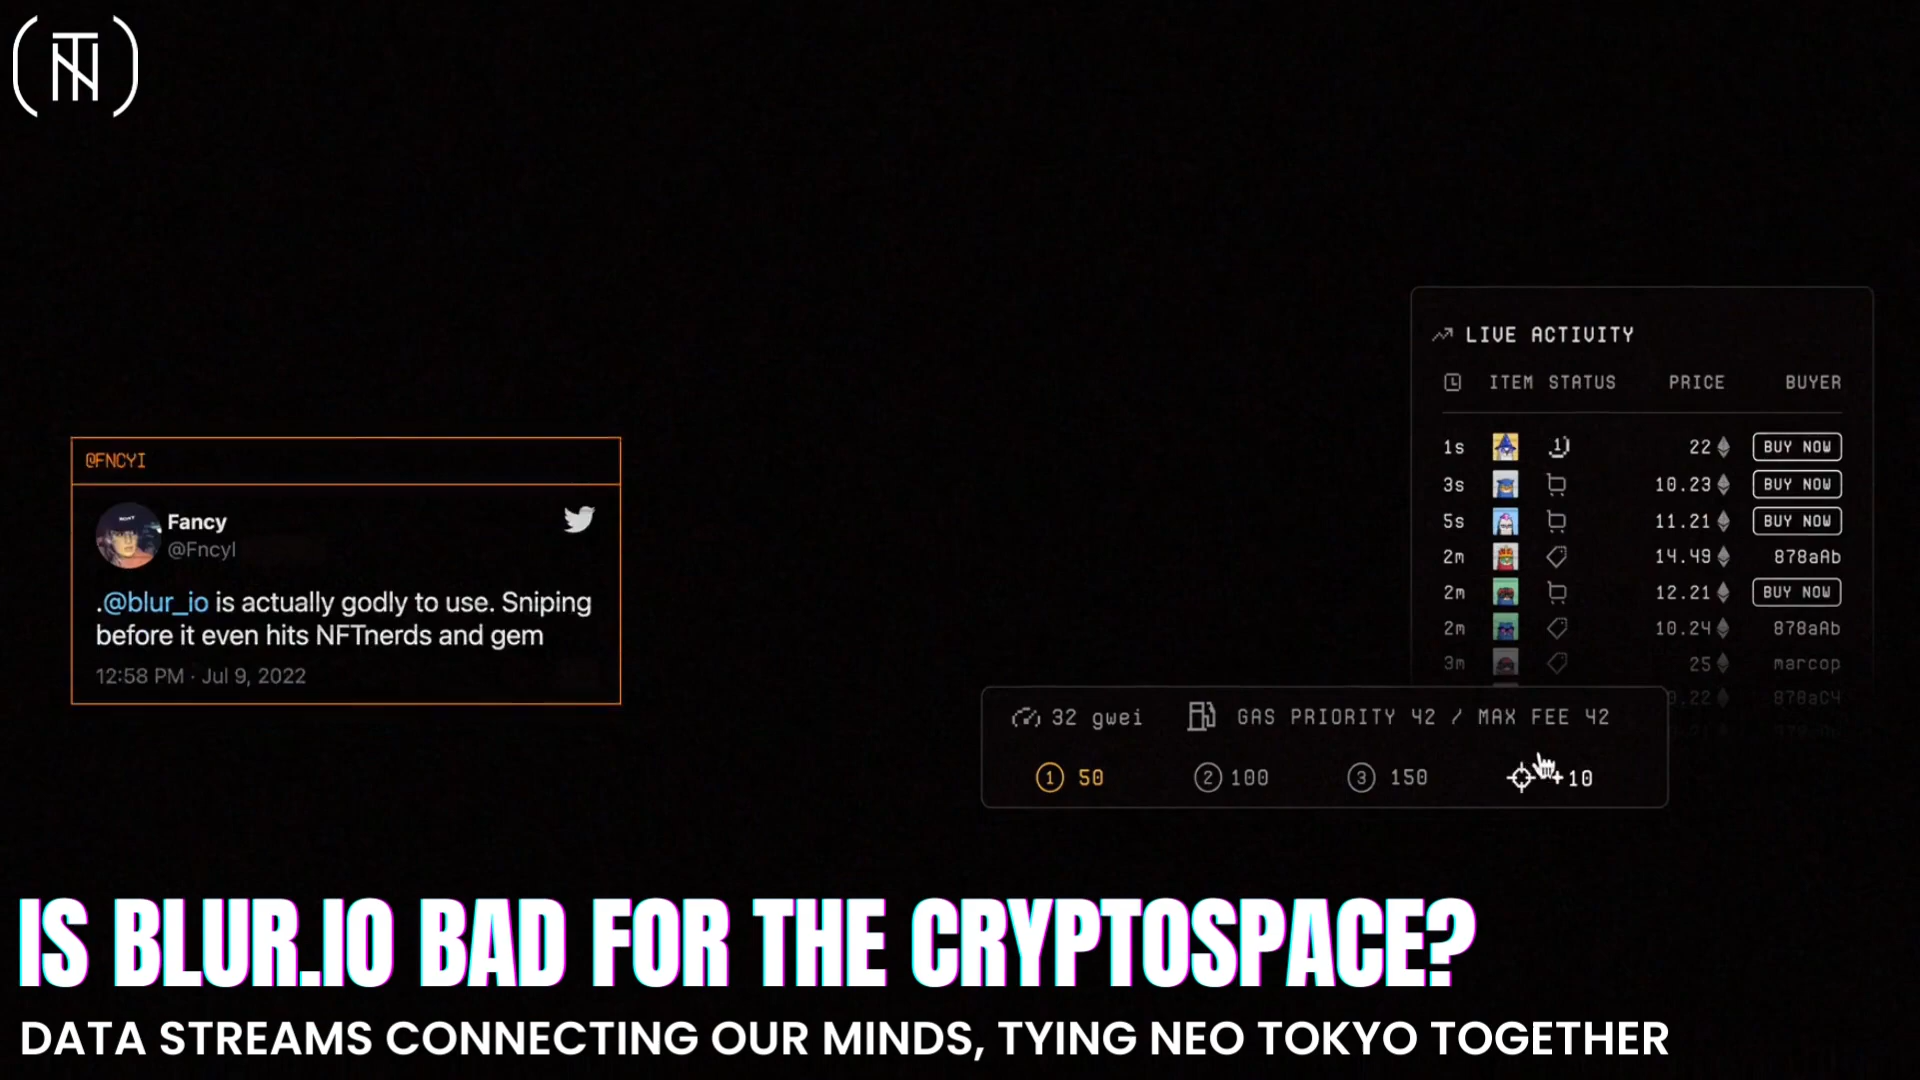 NT
@FNCYI
Fancy
@FncyI
.@blur_io is actually godly to use. Sniping
before it even hits NFTnerds and gem
12:58 PM · Jul 9, 2022
LIVE ACTIVITY
ITEM STATUS PRICE BUYER
1s 22 BUY NOW
3s 10.23 BUY NOW
5s 11.21 BUY NOW
2m 14.49 878aAb
2m 12.21 BUY NOW
2m 10.24 878aAb
3m 25 marcop
.22 878aC4
32 gwei GAS PRIORITY 42 / MAX FEE 42
1 50 2 100 3 150 +10
IS BLUR.IO BAD FOR THE CRYPTOSPACE?
DATA STREAMS CONNECTING OUR MINDS, TYING NEO TOKYO TOGETHER